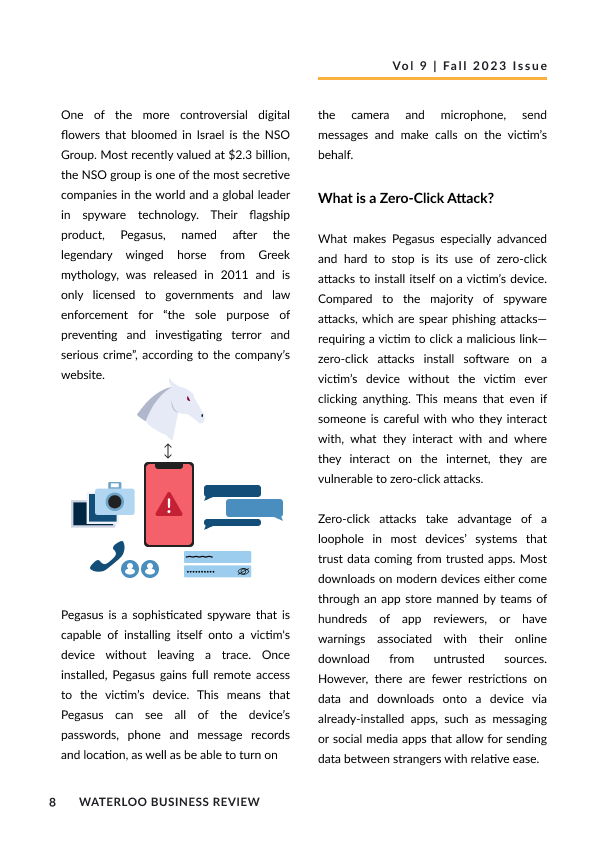 Vol 9 | Fall 2023 Issue
One of the more controversial digital
flowers that bloomed in Israel is the NSO
Group. Most recently valued at $2.3 billion,
the NSO group is one of the most secretive
companies in the world and a global leader
in spyware technology. Their flagship
product, Pegasus, named after the
legendary winged horse from Greek
mythology, was released in 2011 and is
only licensed to governments and law
enforcement for “the sole purpose of
preventing and investigating terror and
serious crime”, according to the company’s
website.
Pegasus is a sophisticated spyware that is
capable of installing itself onto a victim’s
device without leaving a trace. Once
installed, Pegasus gains full remote access
to the victim’s device. This means that
Pegasus can see all of the device’s
passwords, phone and message records
and location, as well as be able to turn on
the camera and microphone, send
messages and make calls on the victim’s
behalf.
What is a Zero-Click Attack?
What makes Pegasus especially advanced
and hard to stop is its use of zero-click
attacks to install itself on a victim’s device.
Compared to the majority of spyware
attacks, which are spear phishing attacks—
requiring a victim to click a malicious link—
zero-click attacks install software on a
victim’s device without the victim ever
clicking anything. This means that even if
someone is careful with who they interact
with, what they interact with and where
they interact on the internet, they are
vulnerable to zero-click attacks.
Zero-click attacks take advantage of a
loophole in most devices’ systems that
trust data coming from trusted apps. Most
downloads on modern devices either come
through an app store manned by teams of
hundreds of app reviewers, or have
warnings associated with their online
download from untrusted sources.
However, there are fewer restrictions on
data and downloads onto a device via
already-installed apps, such as messaging
or social media apps that allow for sending
data between strangers with relative ease.
8 WATERLOO BUSINESS REVIEW